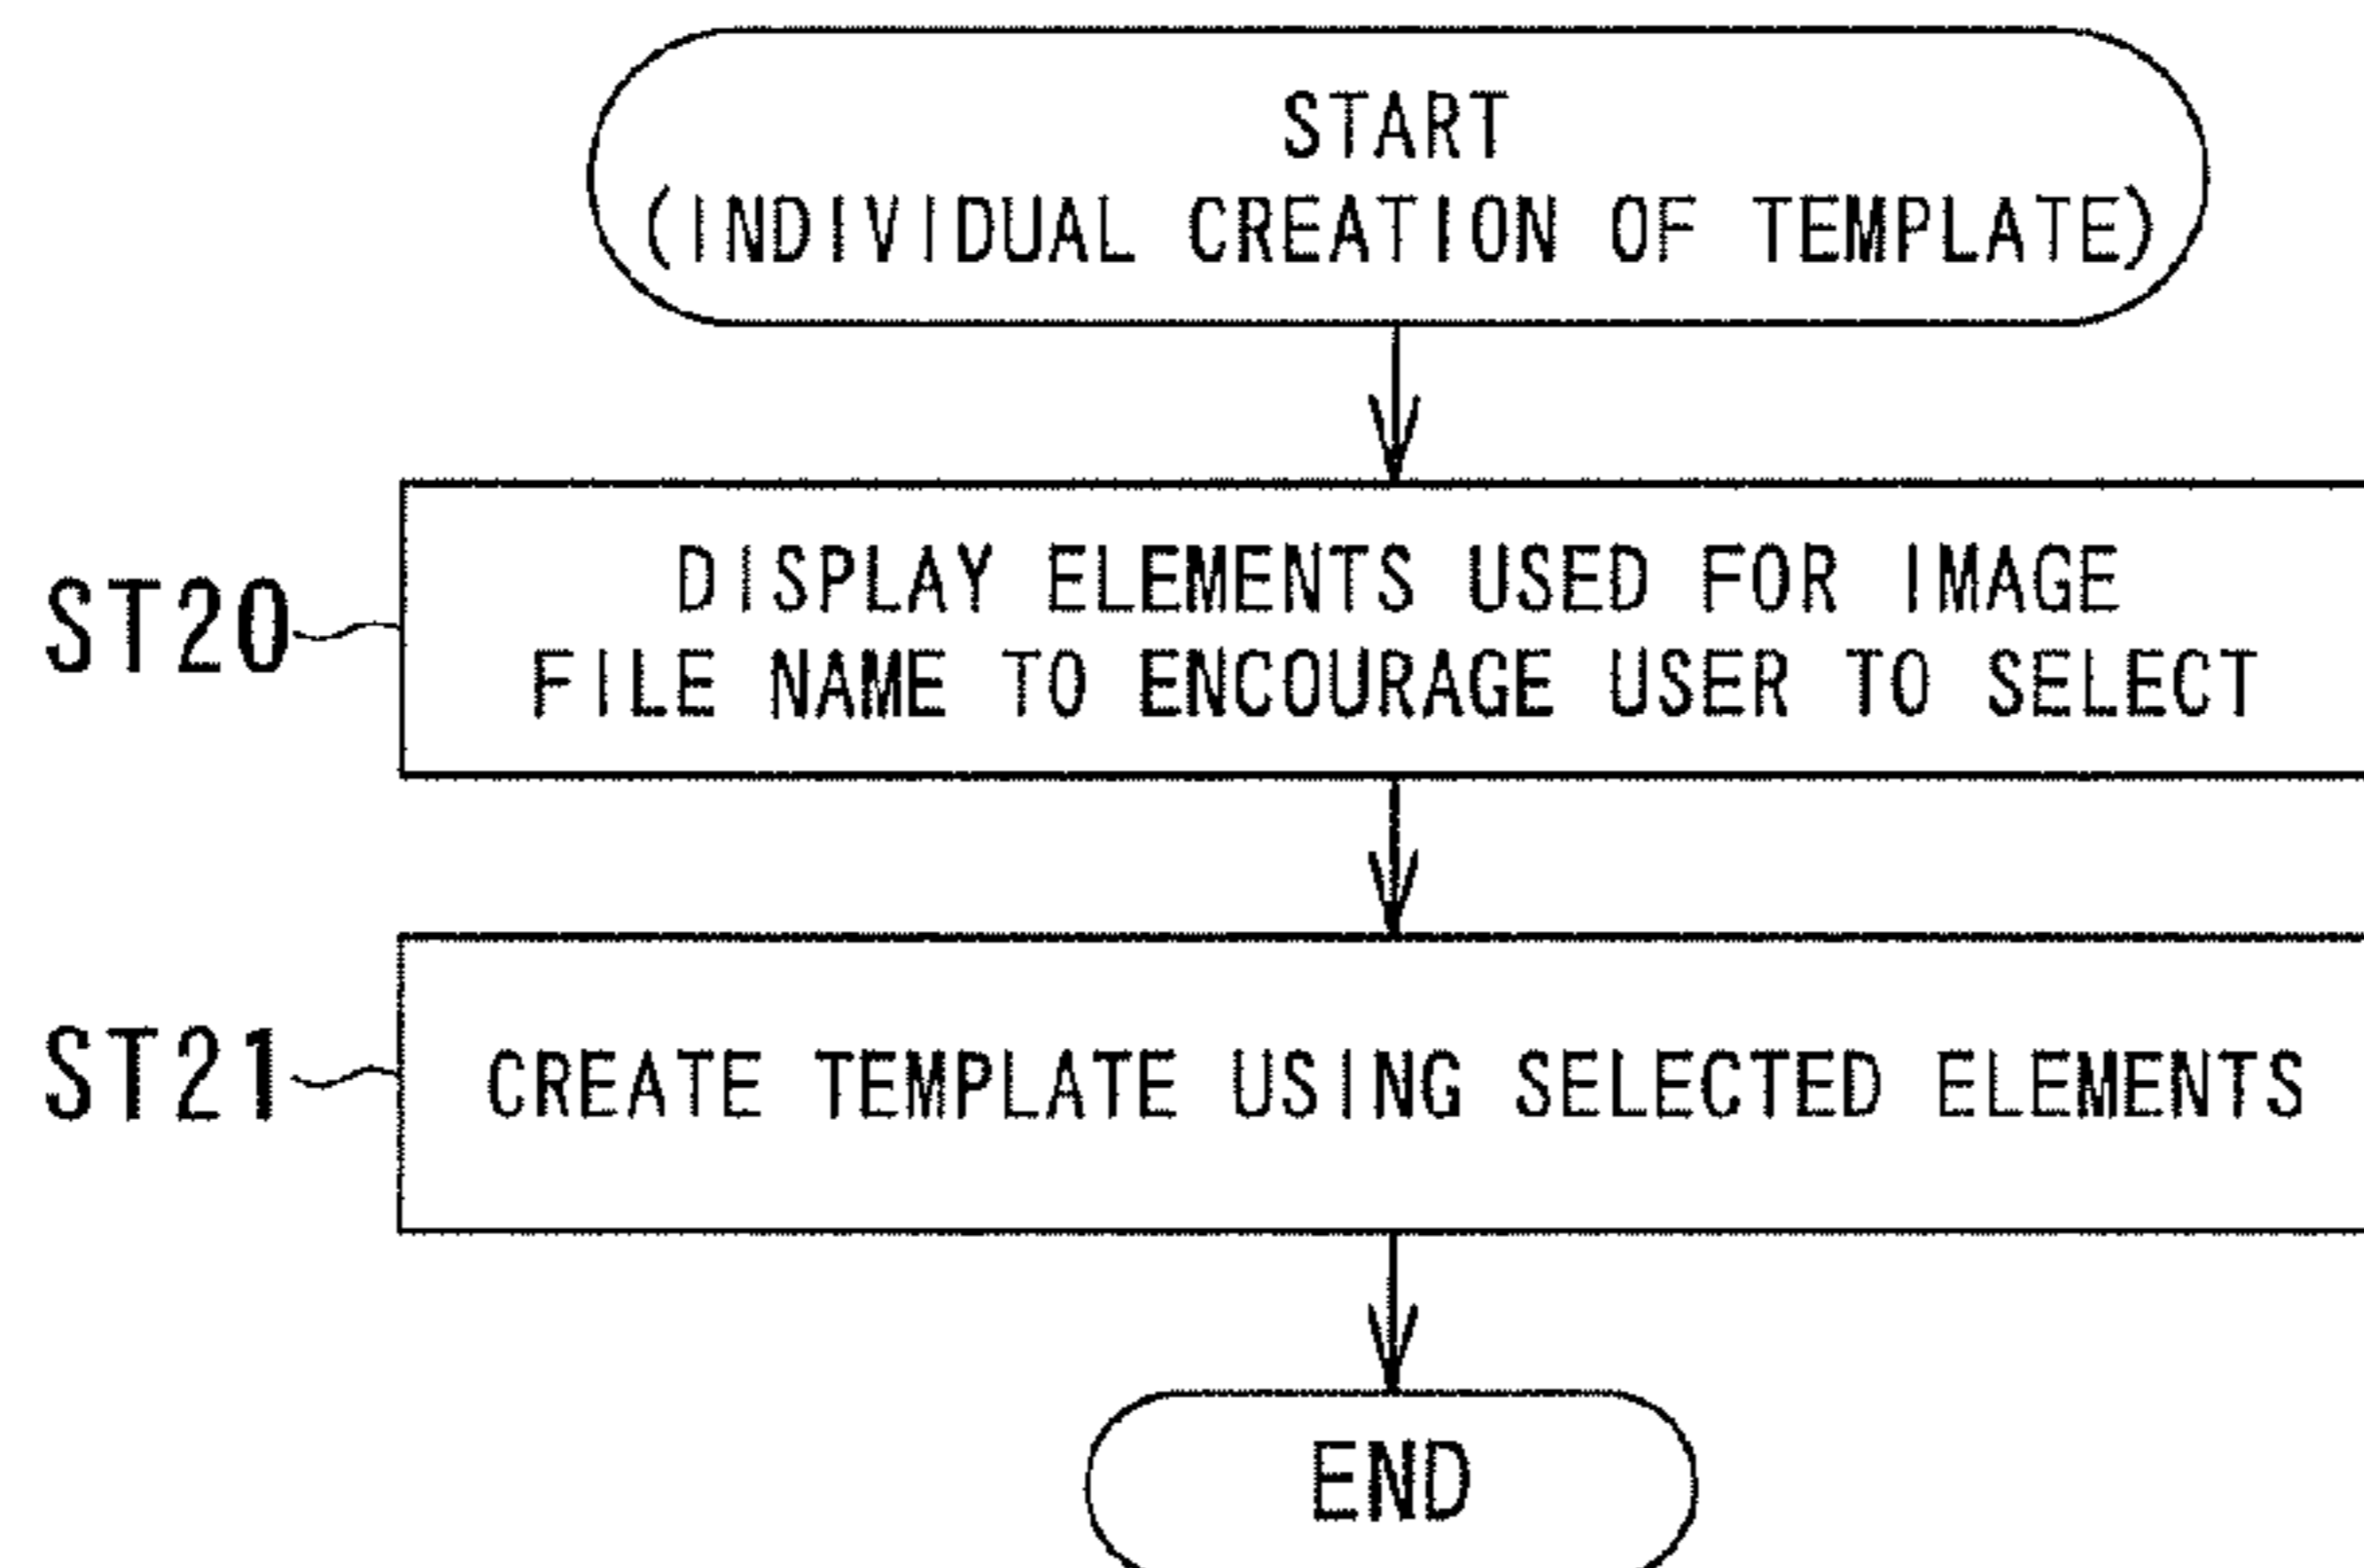 START
(INDIVIDUAL CREATION OF TEMPLATE)
ST20
DISPLAY ELEMENTS USED FOR IMAGE
FILE NAME TO ENCOURAGE USER TO SELECT
ST21
CREATE TEMPLATE USING SELECTED ELEMENTS
END